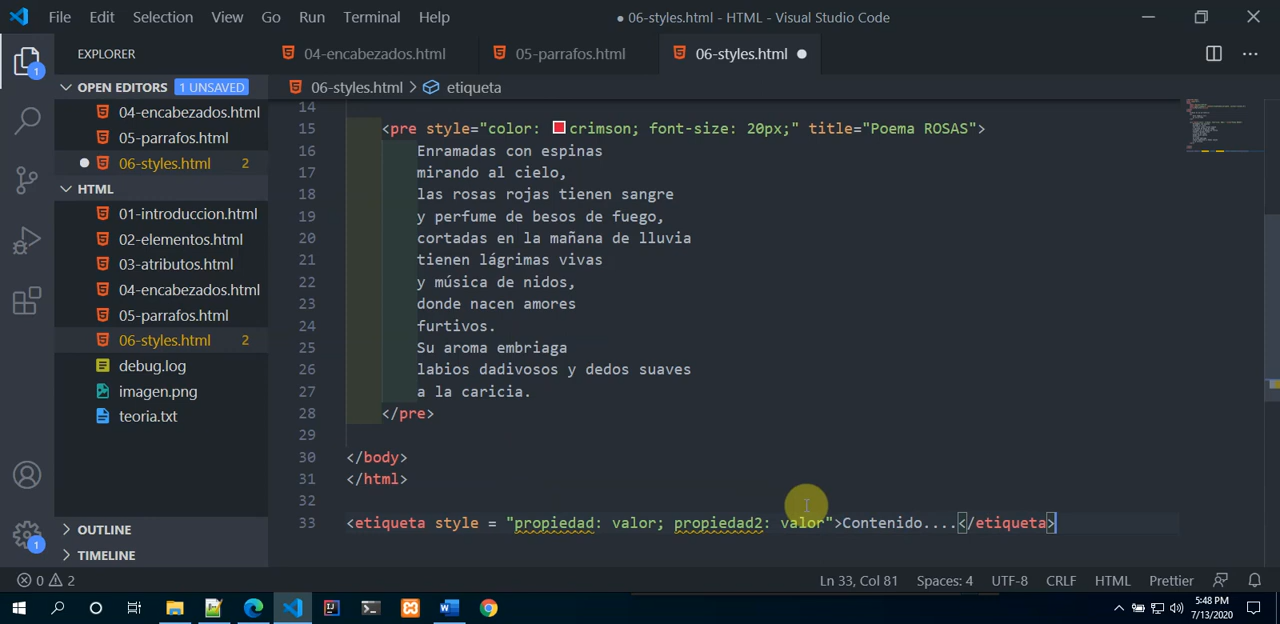 File Edit Selection View Go Run Terminal Help
● 06-styles.html - HTML - Visual Studio Code
EXPLORER
04-encabezados.html 05-parrafos.html 06-styles.html ●
1
OPEN EDITORS 1 UNSAVED
06-styles.html > etiqueta
04-encabezados.html
05-parrafos.html
06-styles.html 2
HTML
01-introduccion.html
02-elementos.html
03-atributos.html
04-encabezados.html
05-parrafos.html
06-styles.html 2
debug.log
imagen.png
teoria.txt
OUTLINE
TIMELINE
1
14
15 <pre style="color: crimson; font-size: 20px;" title="Poema ROSAS">
16 Enramadas con espinas
17 mirando al cielo,
18 las rosas rojas tienen sangre
19 y perfume de besos de fuego,
20 cortadas en la mañana de lluvia
21 tienen lágrimas vivas
22 y música de nidos,
23 donde nacen amores
24 furtivos.
25 Su aroma embriaga
26 labios dadivosos y dedos suaves
27 a la caricia.
28 </pre>
29
30 </body>
31 </html>
32
33 <etiqueta style = "propiedad: valor; propiedad2: valor">Contenido....</etiqueta>
0 2 Ln 33, Col 81 Spaces: 4 UTF-8 CRLF HTML Prettier
5:48 PM
7/13/2020